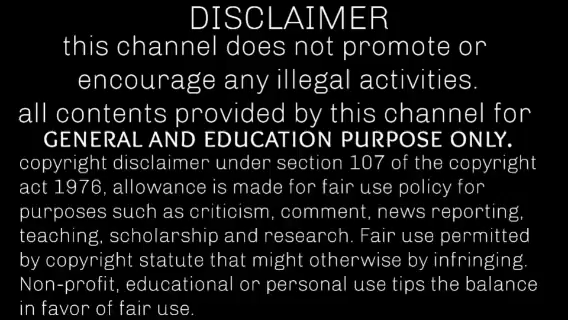 DISCLAIMER
this channel does not promote or
encourage any illegal activities.
all contents provided by this channel for
GENERAL AND EDUCATION PURPOSE ONLY.
copyright disclaimer under section 107 of the copyright
act 1976, allowance is made for fair use policy for
purposes such as criticism, comment, news reporting,
teaching, scholarship and research. Fair use permitted
by copyright statute that might otherwise by infringing.
Non-profit, educational or personal use tips the balance
in favor of fair use.